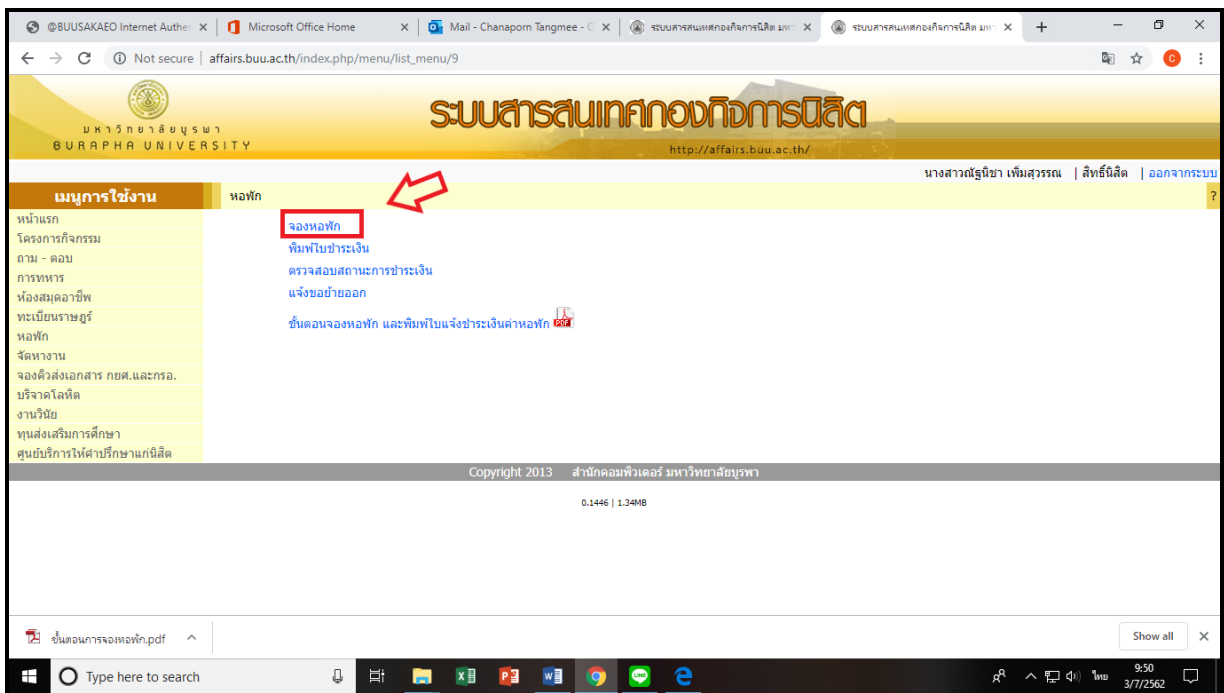 @BUUSAKAEO Internet Auther
Microsoft Office Home
Mail - Chanaporn Tangmee - O
ระบบสารสนเทศกองกิจการนิสิต มหา
ระบบสารสนเทศกองกิจการนิสิต มหา
Not secure | affairs.buu.ac.th/index.php/menu/list_menu/9
C
มหาวิทยาลัยบูรพา
BURAPHA UNIVERSITY
ระบบสารสนเทศกองกิจการนิสิต
http://affairs.buu.ac.th/
นางสาวณัฐนิชา เพิ่มสุวรรณ | สิทธิ์นิสิต | ออกจากระบบ
เมนูการใช้งาน
หอพัก
?
หน้าแรก
โครงการกิจกรรม
ถาม - ตอบ
การทหาร
ห้องสมุดอาชีพ
ทะเบียนราษฎร์
หอพัก
จัดหางาน
จองคิวส่งเอกสาร กยศ.และกรอ.
บริจาคโลหิต
งานวินัย
ทุนส่งเสริมการศึกษา
ศูนย์บริการให้คำปรึกษาแก่นิสิต
จองหอพัก
พิมพ์ใบชำระเงิน
ตรวจสอบสถานะการชำระเงิน
แจ้งขอย้ายออก
ขั้นตอนจองหอพัก และพิมพ์ใบแจ้งชำระเงินค่าหอพัก PDF
Copyright 2013 สำนักคอมพิวเตอร์ มหาวิทยาลัยบูรพา
0.1446 | 1.34MB
ขั้นตอนการจองหอพัก.pdf
Show all
Type here to search
ไทย
9:50
3/7/2562